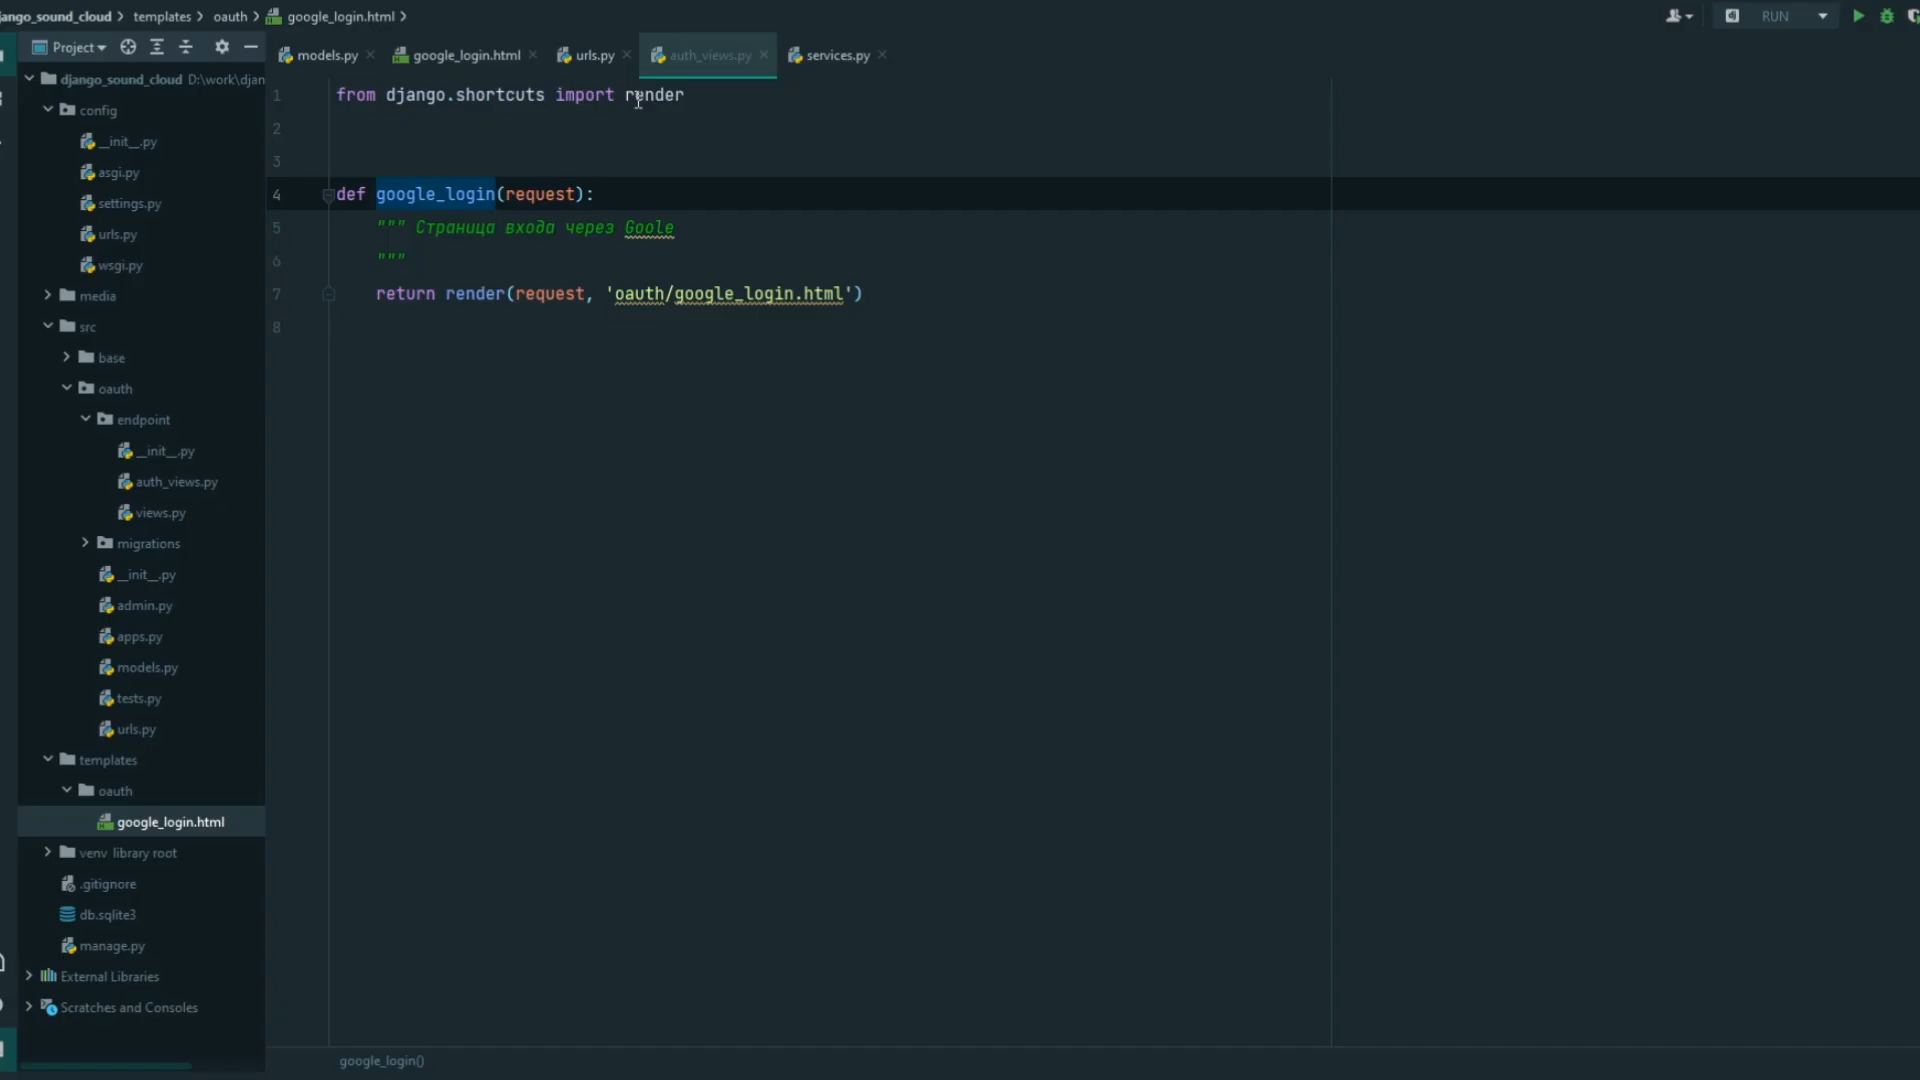 jango_sound_cloud templates oauth google_login.html
RUN
Project
models.py google_login.html urls.py auth_views.py services.py
django_sound_cloud D:\work\djan
config
__init__.py
asgi.py
settings.py
urls.py
wsgi.py
media
src
base
oauth
endpoint
__init__.py
auth_views.py
views.py
migrations
__init__.py
admin.py
apps.py
models.py
tests.py
urls.py
templates
oauth
google_login.html
venv library root
.gitignore
db.sqlite3
manage.py
External Libraries
Scratches and Consoles
1 from django.shortcuts import render
2
3
4 def google_login(request):
5 """ Страница входа через Goole
6 """
7 return render(request, 'oauth/google_login.html')
8
google_login()